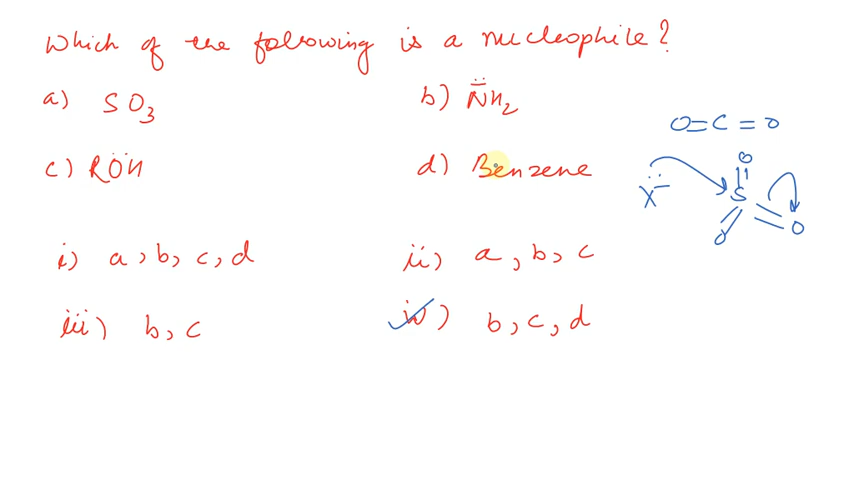 Which of the following is a nucleophile?
a) SO3
b) N̄H2
c) RÖH
d) Benzene
O=C=O
O
X− S
O O
i) a, b, c, d
ii) a, b, c
iii) b, c
iv) b, c, d